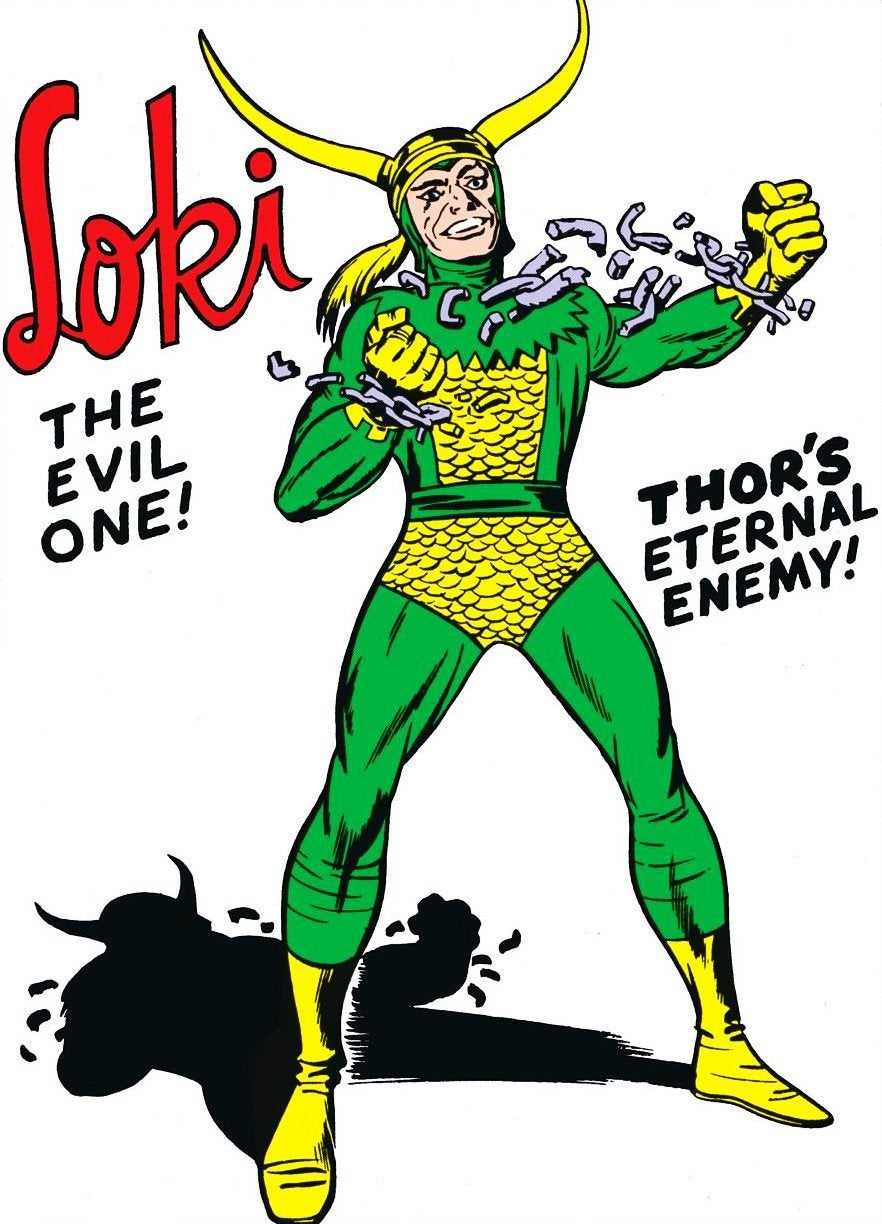 Loki
THE
EVIL
ONE!
THOR'S
ETERNAL
ENEMY!